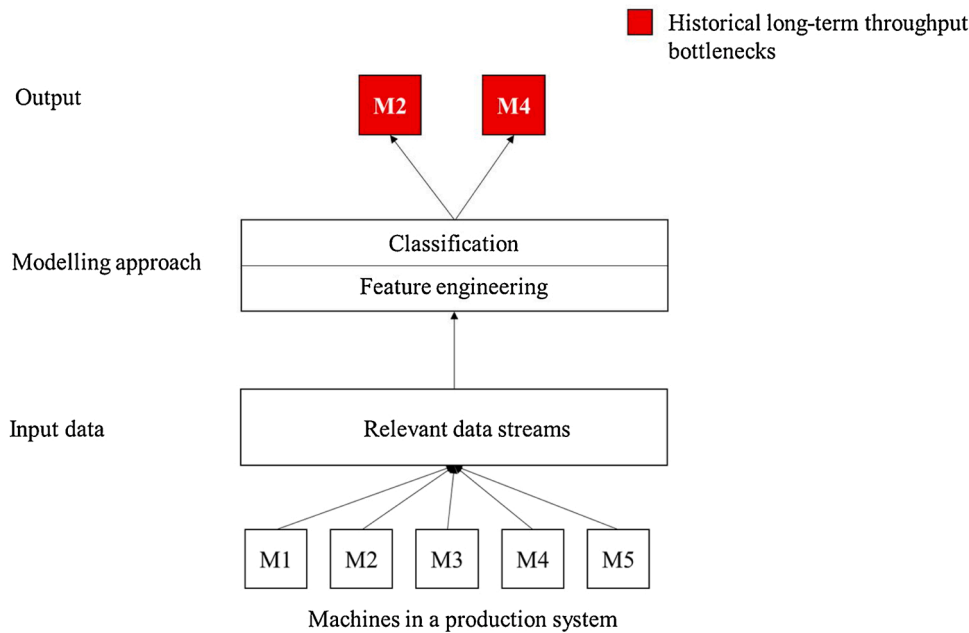 Historical long-term throughput
bottlenecks
Output
M2
M4
Classification
Modelling approach
Feature engineering
Input data
Relevant data streams
M1
M2
M3
M4
M5
Machines in a production system